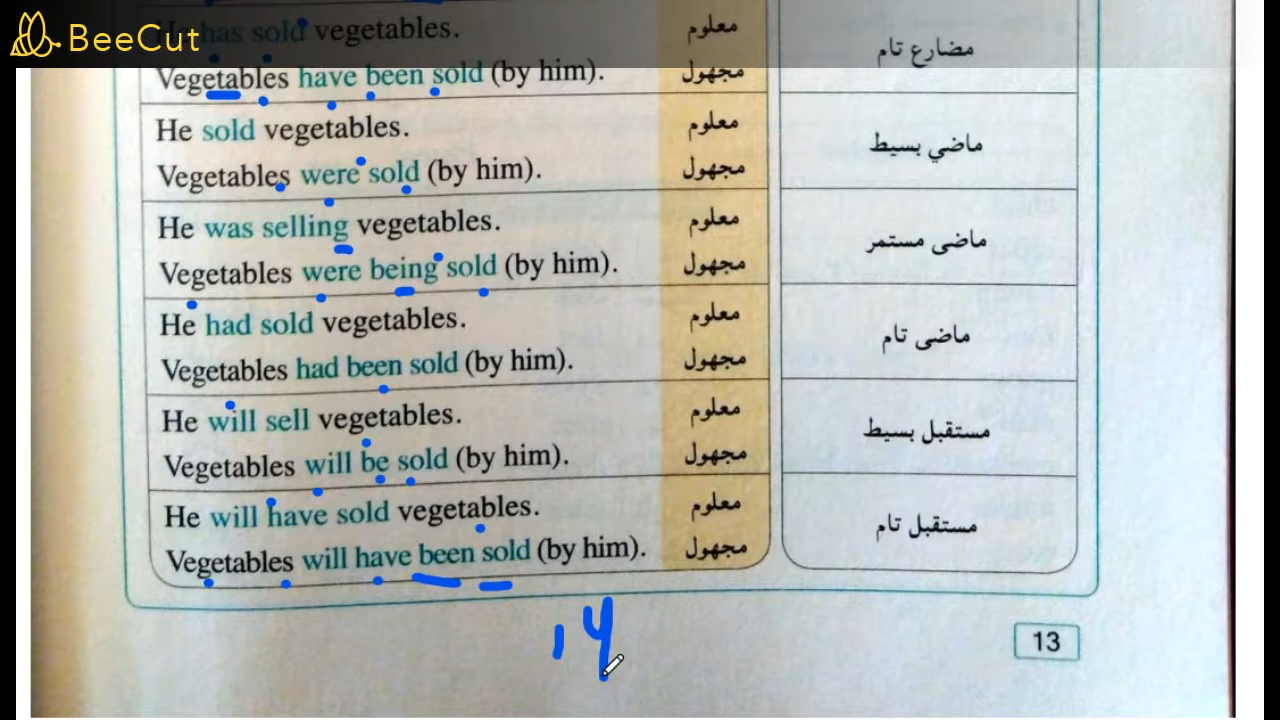 BeeCut
He has sold vegetables. معلوم
Vegetables have been sold (by him). مجهول
مضارع تام
He sold vegetables. معلوم
Vegetables were sold (by him). مجهول
ماضي بسيط
He was selling vegetables. معلوم
Vegetables were being sold (by him). مجهول
ماضى مستمر
He had sold vegetables. معلوم
Vegetables had been sold (by him). مجهول
ماضى تام
He will sell vegetables. معلوم
Vegetables will be sold (by him). مجهول
مستقبل بسيط
He will have sold vegetables. معلوم
Vegetables will have been sold (by him). مجهول
مستقبل تام
13